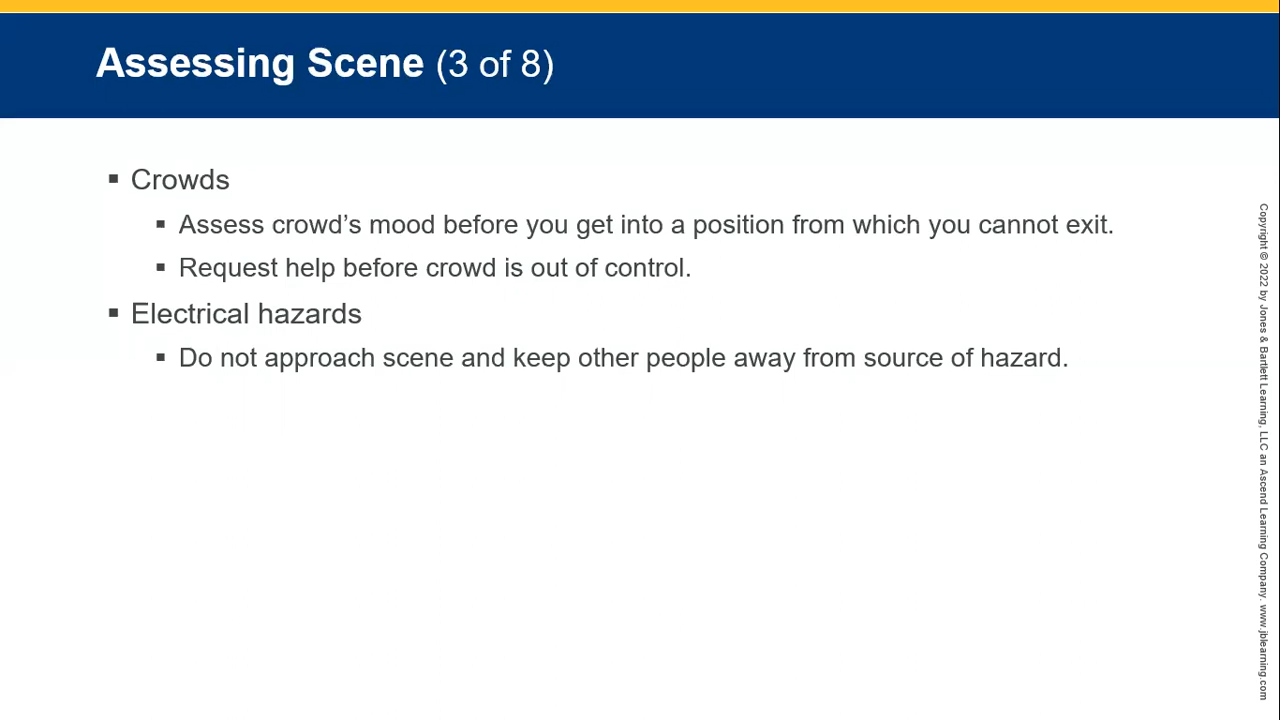 Assessing Scene (3 of 8)
▪ Crowds
▪ Assess crowd’s mood before you get into a position from which you cannot exit.
▪ Request help before crowd is out of control.
▪ Electrical hazards
▪ Do not approach scene and keep other people away from source of hazard.
Copyright © 2022 by Jones & Bartlett Learning, LLC an Ascend Learning Company. www.jblearning.com